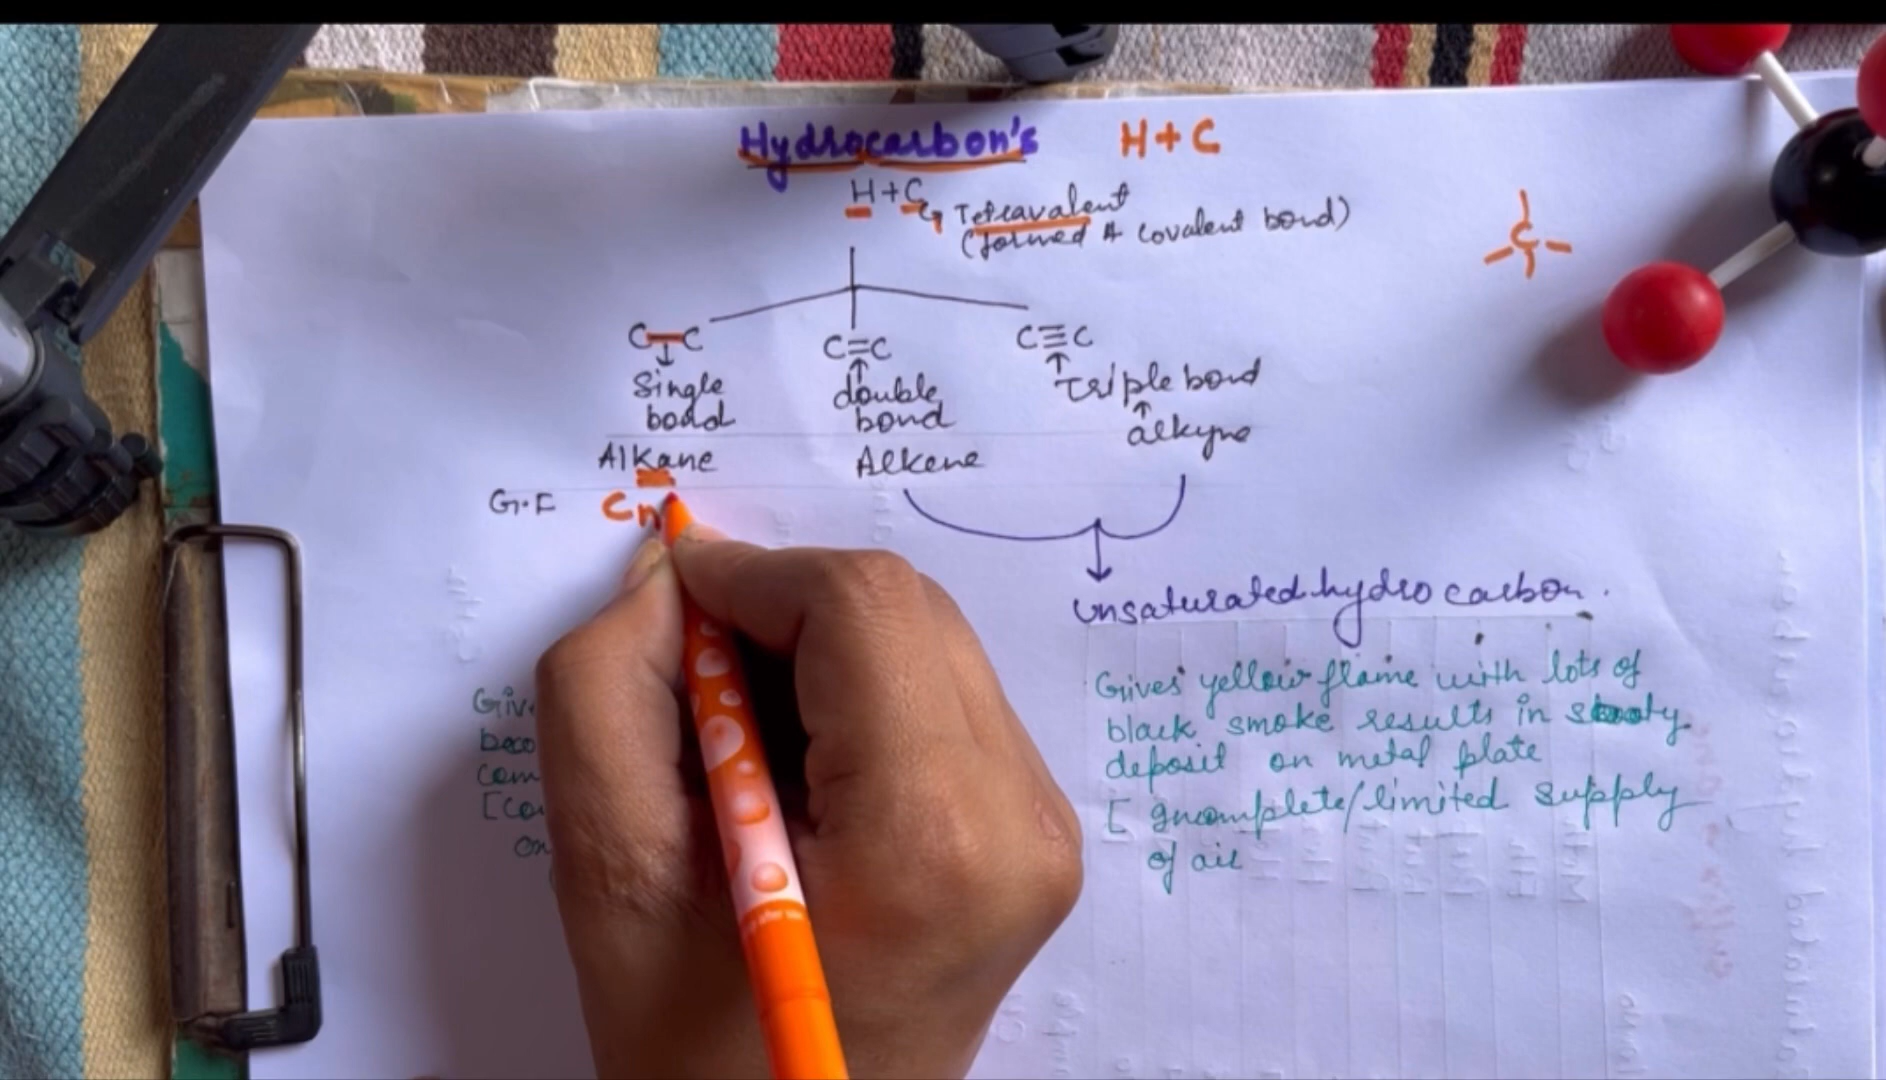 Hydrocarbon's H+C
H+C
Tetravalent
(formed 4 covalent bond)
C
C-C C=C C≡C
Single double Triple bond
bond bond alkyne
Alkane Alkene
G.F Cn
Unsaturated hydrocarbon.
Gives yellow flame with lots of
black smoke results in sooty
deposit on metal plate
[ Incomplete/limited supply
of air